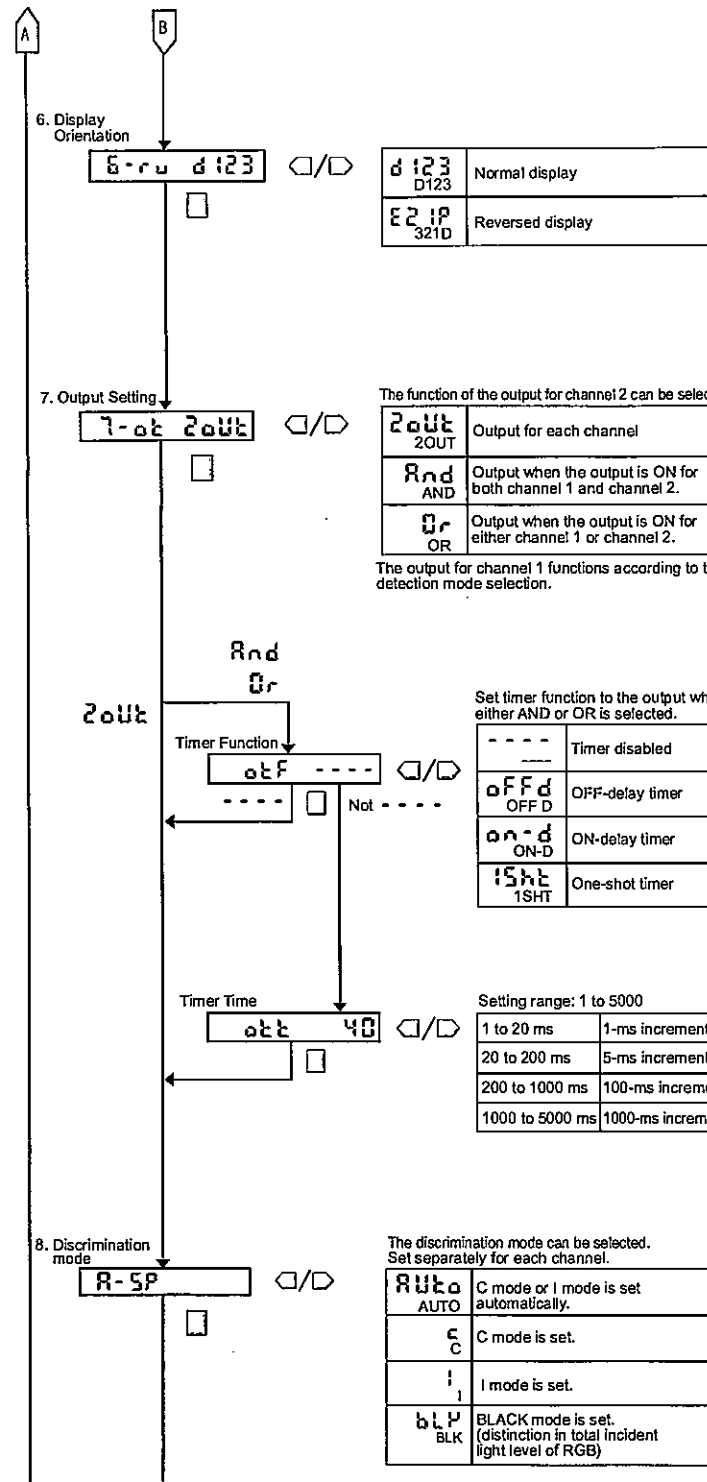 A
B
6. Display
Orientation
6-ru d123
d123
D123
Normal display
E21P
321D
Reversed display
7. Output Setting
7-ot 2oUt
The function of the output for channel 2 can be selec
2oUt
2OUT
Output for each channel
And
AND
Output when the output is ON for
both channel 1 and channel 2.
Or
OR
Output when the output is ON for
either channel 1 or channel 2.
The output for channel 1 functions according to t
detection mode selection.
And
Or
2oUt
Set timer function to the output wh
either AND or OR is selected.
Timer Function
otF ----
----
Not ----
----
Timer disabled
oFFd
OFF D
OFF-delay timer
on-d
ON-D
ON-delay timer
1Sht
1SHT
One-shot timer
Timer Time
ott 40
Setting range: 1 to 5000
1 to 20 ms 1-ms increment
20 to 200 ms 5-ms increment
200 to 1000 ms 100-ms increme
1000 to 5000 ms 1000-ms increm
8. Discrimination
mode
8-SP
The discrimination mode can be selected.
Set separately for each channel.
AUto
AUTO
C mode or I mode is set
automatically.
c
C
C mode is set.
I
I
I mode is set.
bLK
BLK
BLACK mode is set.
(distinction in total incident
light level of RGB)